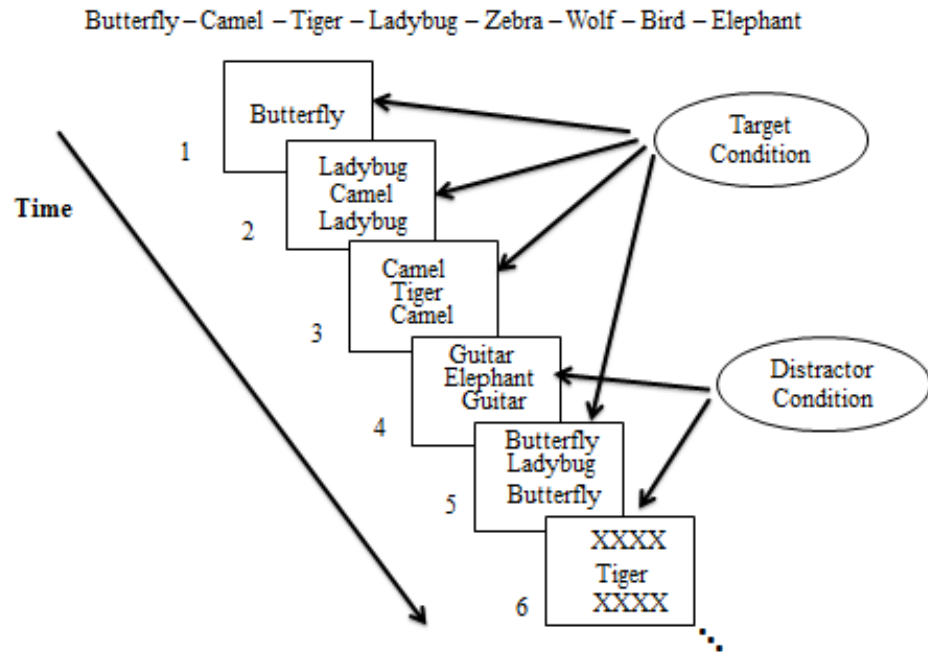 Butterfly – Camel – Tiger – Ladybug – Zebra – Wolf – Bird – Elephant
Butterfly
1
Target
Condition
Ladybug
Camel
Ladybug
Time
2
Camel
Tiger
Camel
3
Guitar
Elephant
Guitar
4
Distractor
Condition
Butterfly
Ladybug
Butterfly
5
XXXX
Tiger
XXXX
6